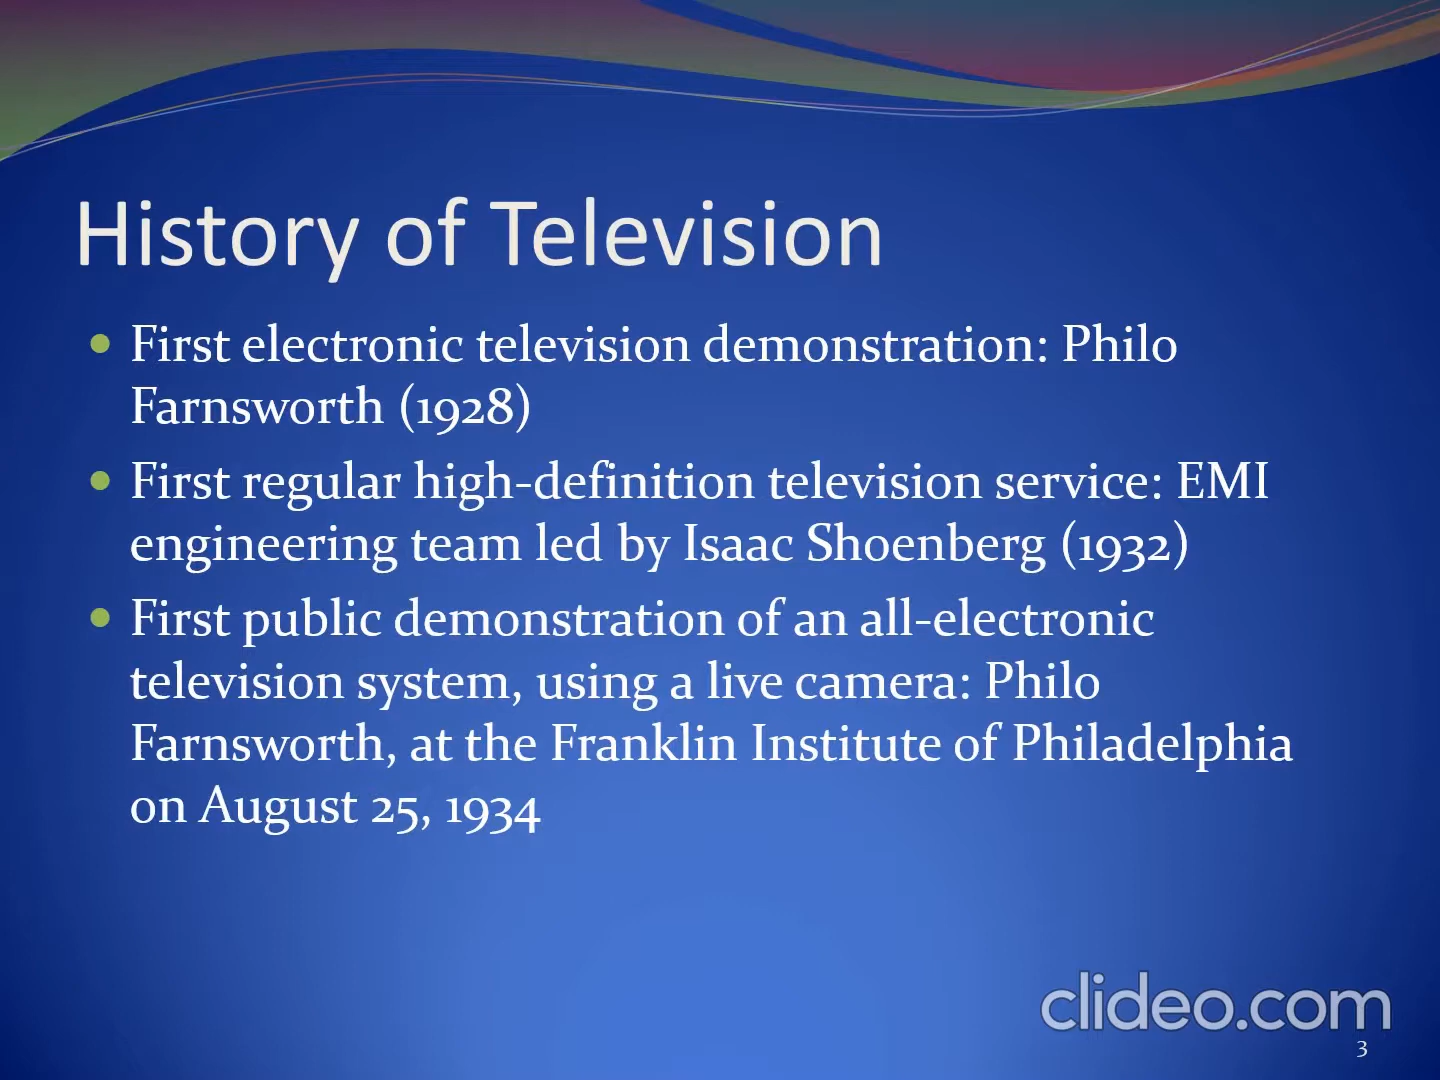 History of Television
First electronic television demonstration: Philo
Farnsworth (1928)
First regular high-definition television service: EMI
engineering team led by Isaac Shoenberg (1932)
First public demonstration of an all-electronic
television system, using a live camera: Philo
Farnsworth, at the Franklin Institute of Philadelphia
on August 25, 1934
clideo.com
3